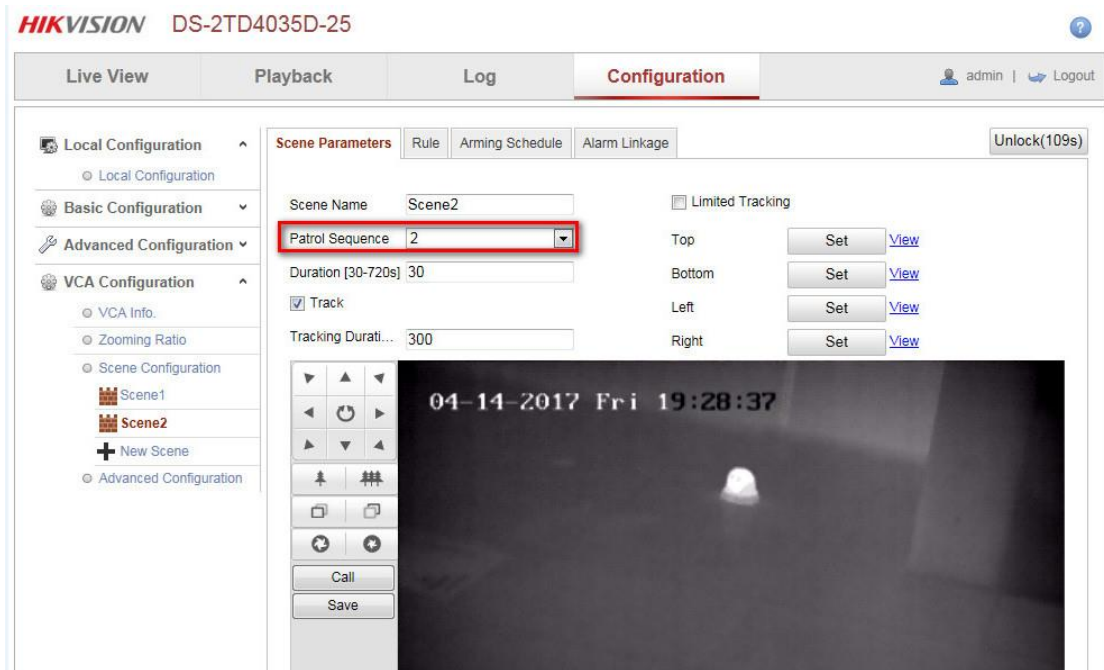 HIKVISION DS-2TD4035D-25
?
Live View Playback Log Configuration admin | Logout
Local Configuration
Local Configuration
Basic Configuration
Advanced Configuration
VCA Configuration
VCA Info.
Zooming Ratio
Scene Configuration
Scene1
Scene2
New Scene
Advanced Configuration
Scene Parameters Rule Arming Schedule Alarm Linkage Unlock(109s)
Scene Name Scene2 Limited Tracking
Patrol Sequence 2 Top Set View
Duration [30-720s] 30 Bottom Set View
Track Left Set View
Tracking Durati... 300 Right Set View
04-14-2017 Fri 19:28:37
Call
Save